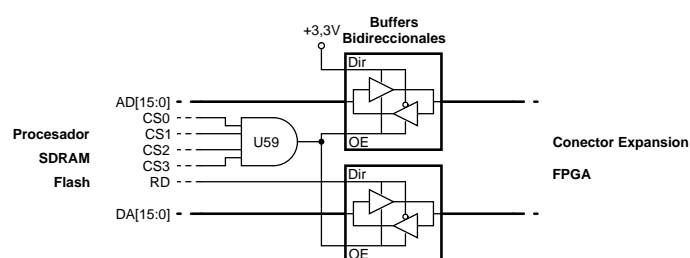 Buffers
Bidireccionales
+3,3V
Dir
AD[15:0]
CS0
CS1
CS2
CS3
RD
U59
OE
Procesador
SDRAM
Flash
Conector Expansion
FPGA
Dir
DA[15:0]
OE